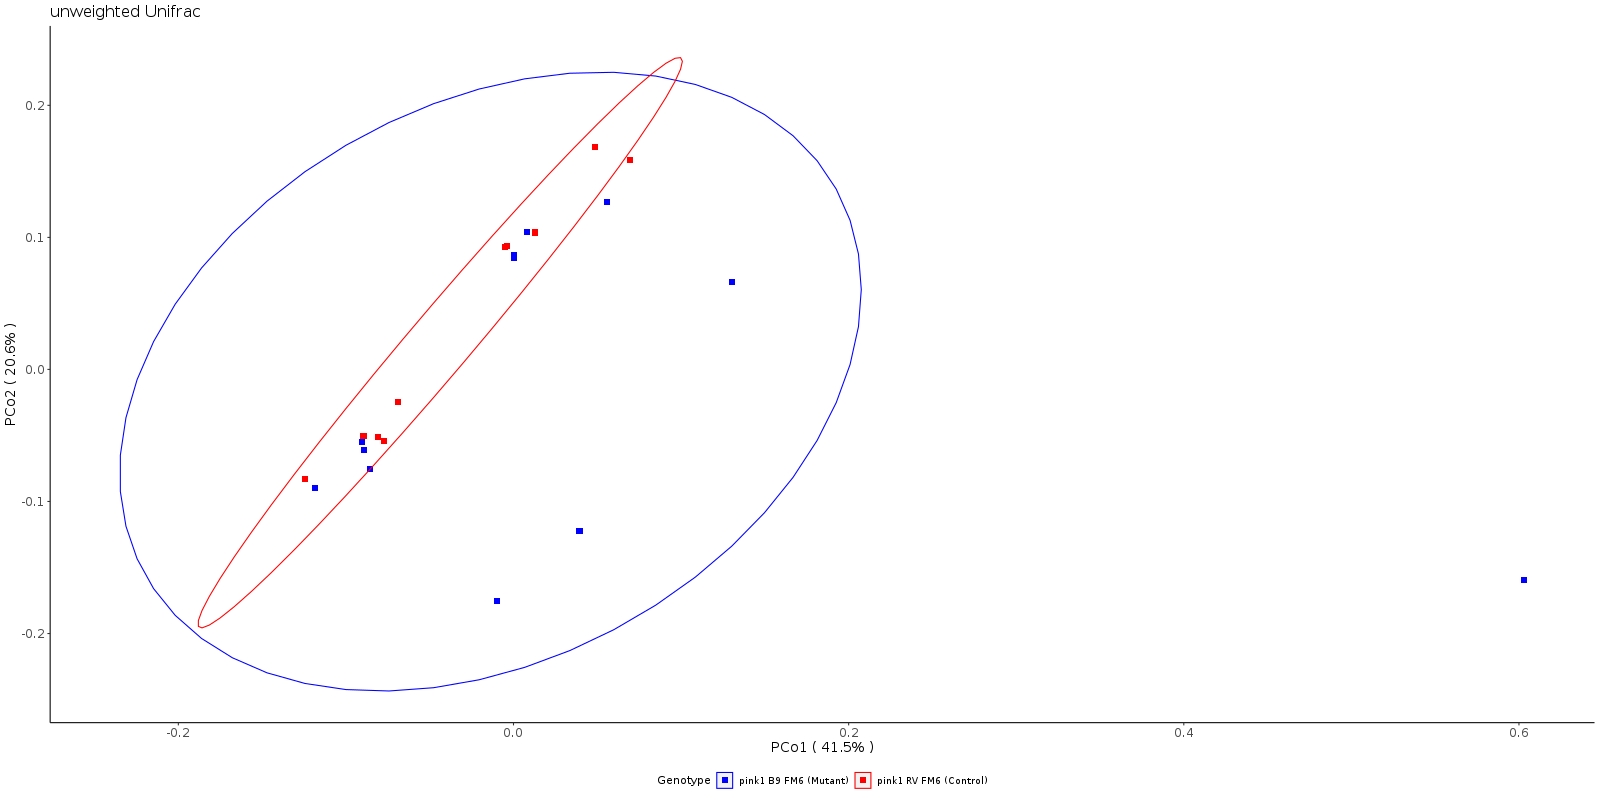 unweighted Unifrac
0.2
0.1
0.0
-0.1
-0.2
PCo2 ( 20.6% )
-0.2
0.0
0.2
0.4
0.6
PCo1 ( 41.5% )
Genotype pink1 B9 FM6 (Mutant) pink1 RV FM6 (Control)